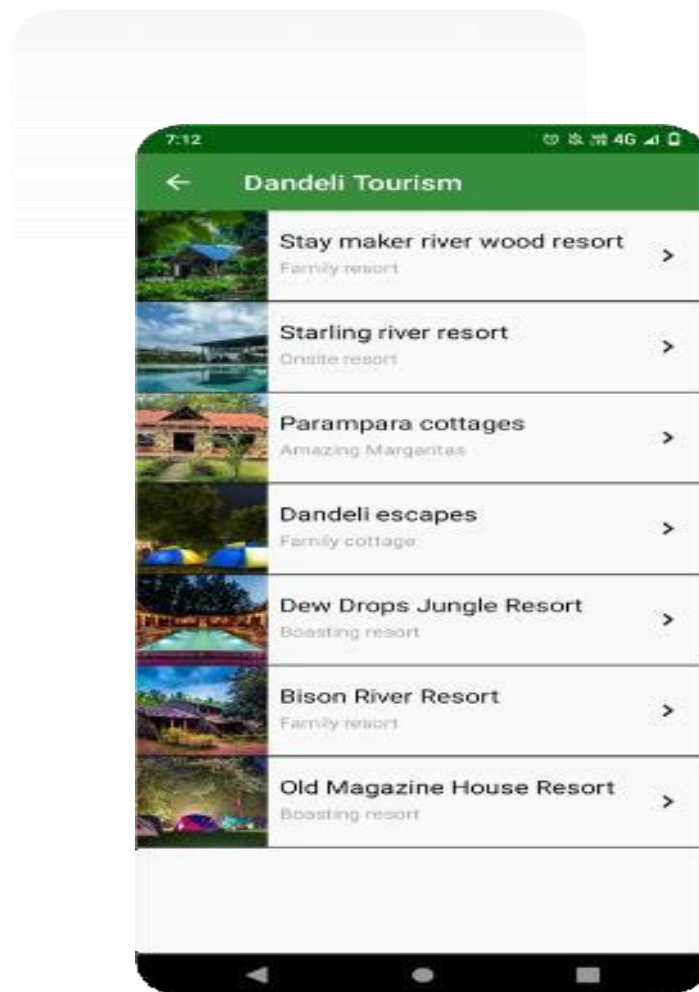 7:12 4G
Dandeli Tourism
Stay maker river wood resort
Family resort
Starling river resort
Onsite resort
Parampara cottages
Amazing Margaritas
Dandeli escapes
Family cottage
Dew Drops Jungle Resort
Boasting resort
Bison River Resort
Family resort
Old Magazine House Resort
Boasting resort